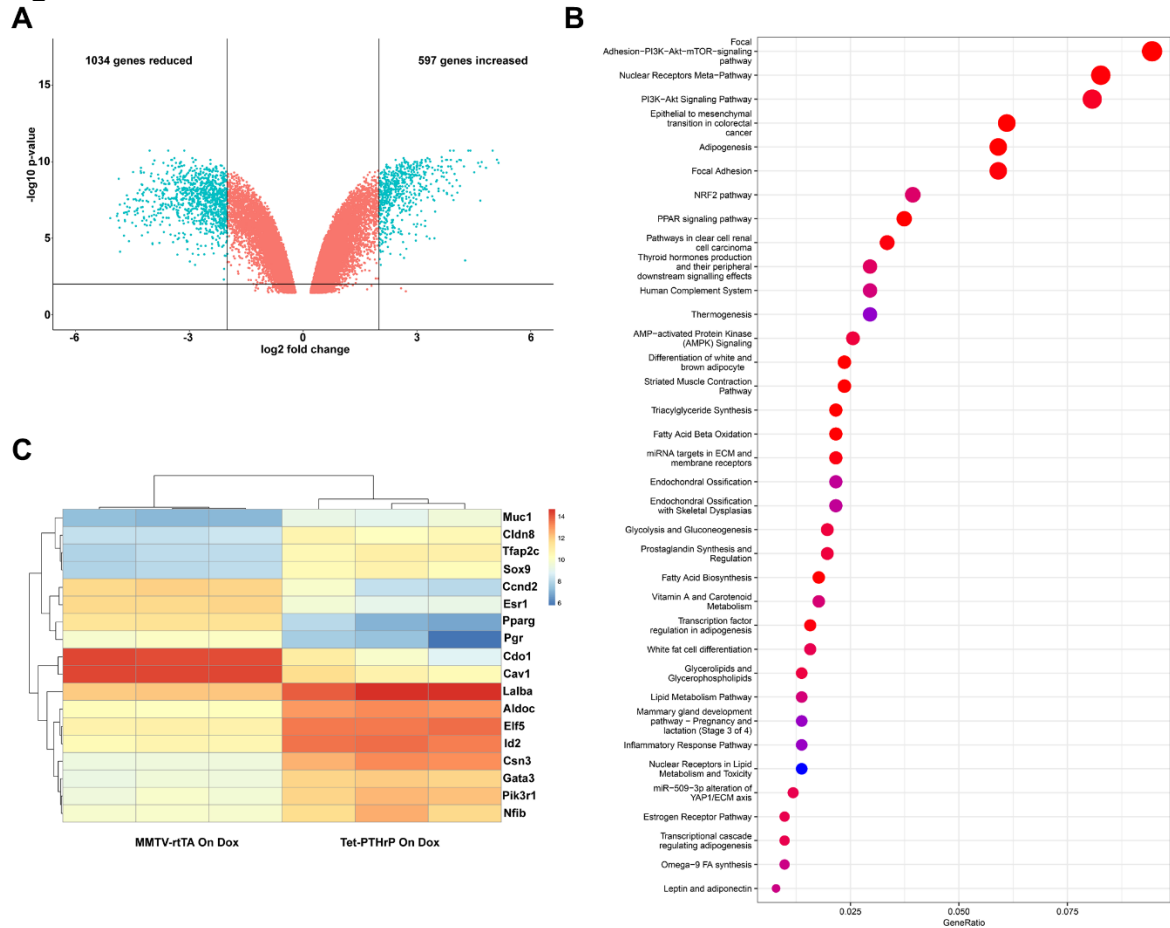 A
1034 genes reduced
597 genes increased
15
10
5
0
-log10 p-value
-6
-3
0
3
6
log2 fold change
B
Focal
Adhesion−PI3K−Akt−mTOR−signaling
pathway
Nuclear Receptors Meta−Pathway
PI3K−Akt Signaling Pathway
Epithelial to mesenchymal
transition in colorectal
cancer
Adipogenesis
Focal Adhesion
NRF2 pathway
PPAR signaling pathway
Pathways in clear cell renal
cell carcinoma
Thyroid hormones production
and their peripheral
downstream signalling effects
Human Complement System
Thermogenesis
AMP−activated Protein Kinase
(AMPK) Signaling
Differentiation of white and
brown adipocyte
Striated Muscle Contraction
Pathway
Triacylglyceride Synthesis
Fatty Acid Beta Oxidation
miRNA targets in ECM and
membrane receptors
Endochondral Ossification
Endochondral Ossification
with Skeletal Dysplasias
Glycolysis and Gluconeogenesis
Prostaglandin Synthesis and
Regulation
Fatty Acid Biosynthesis
Vitamin A and Carotenoid
Metabolism
Transcription factor
regulation in adipogenesis
White fat cell differentiation
Glycerolipids and
Glycerophospholipids
Lipid Metabolism Pathway
Mammary gland development
pathway − Pregnancy and
lactation (Stage 3 of 4)
Inflammatory Response Pathway
Nuclear Receptors in Lipid
Metabolism and Toxicity
miR−509−3p alteration of
YAP1/ECM axis
Estrogen Receptor Pathway
Transcriptional cascade
regulating adipogenesis
Omega−9 FA synthesis
Leptin and adiponectin
0.025
0.050
0.075
GeneRatio
C
Muc1
Cldn8
Tfap2c
Sox9
Ccnd2
Esr1
Pparg
Pgr
Cdo1
Cav1
Lalba
Aldoc
Elf5
Id2
Csn3
Gata3
Pik3r1
Nfib
14
12
10
8
6
MMTV-rtTA On Dox
Tet-PTHrP On Dox